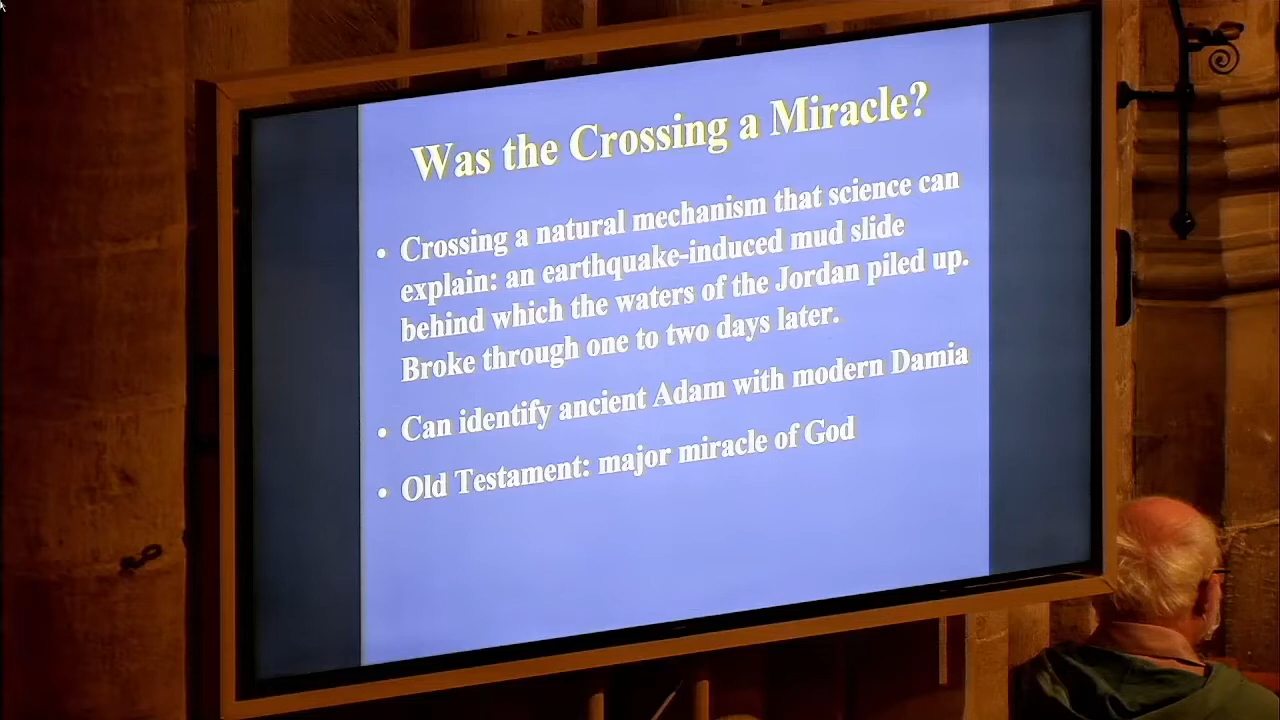 Was the Crossing a Miracle?
• Crossing a natural mechanism that science can
explain: an earthquake-induced mud slide
behind which the waters of the Jordan piled up.
Broke through one to two days later.
• Can identify ancient Adam with modern Damia
• Old Testament: major miracle of God